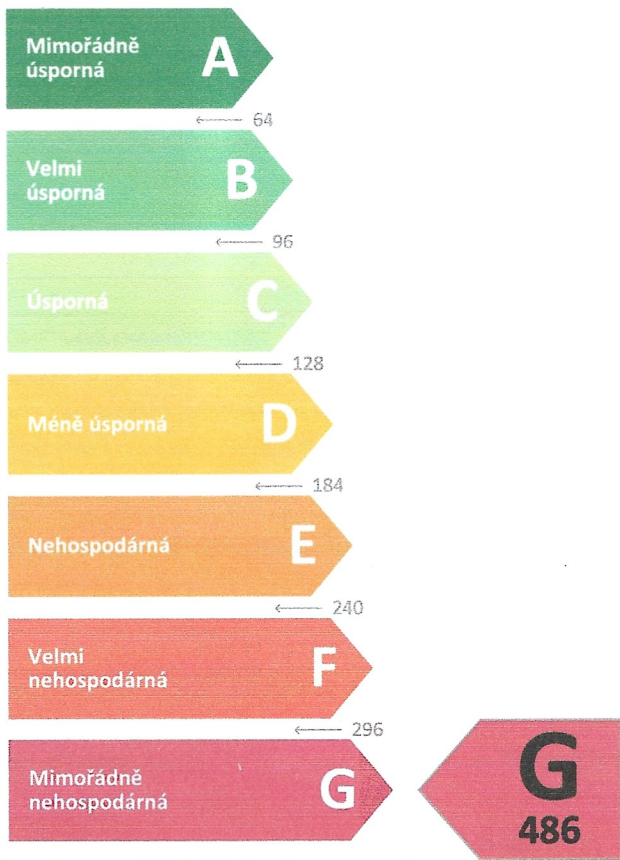 Mimořádně
úsporná
A
← 64
Velmi
úsporná
B
← 96
Úsporná
C
← 128
Méně úsporná
D
← 184
Nehospodárná
E
← 240
Velmi
nehospodárná
F
← 296
Mimořádně
nehospodárná
G
G
486